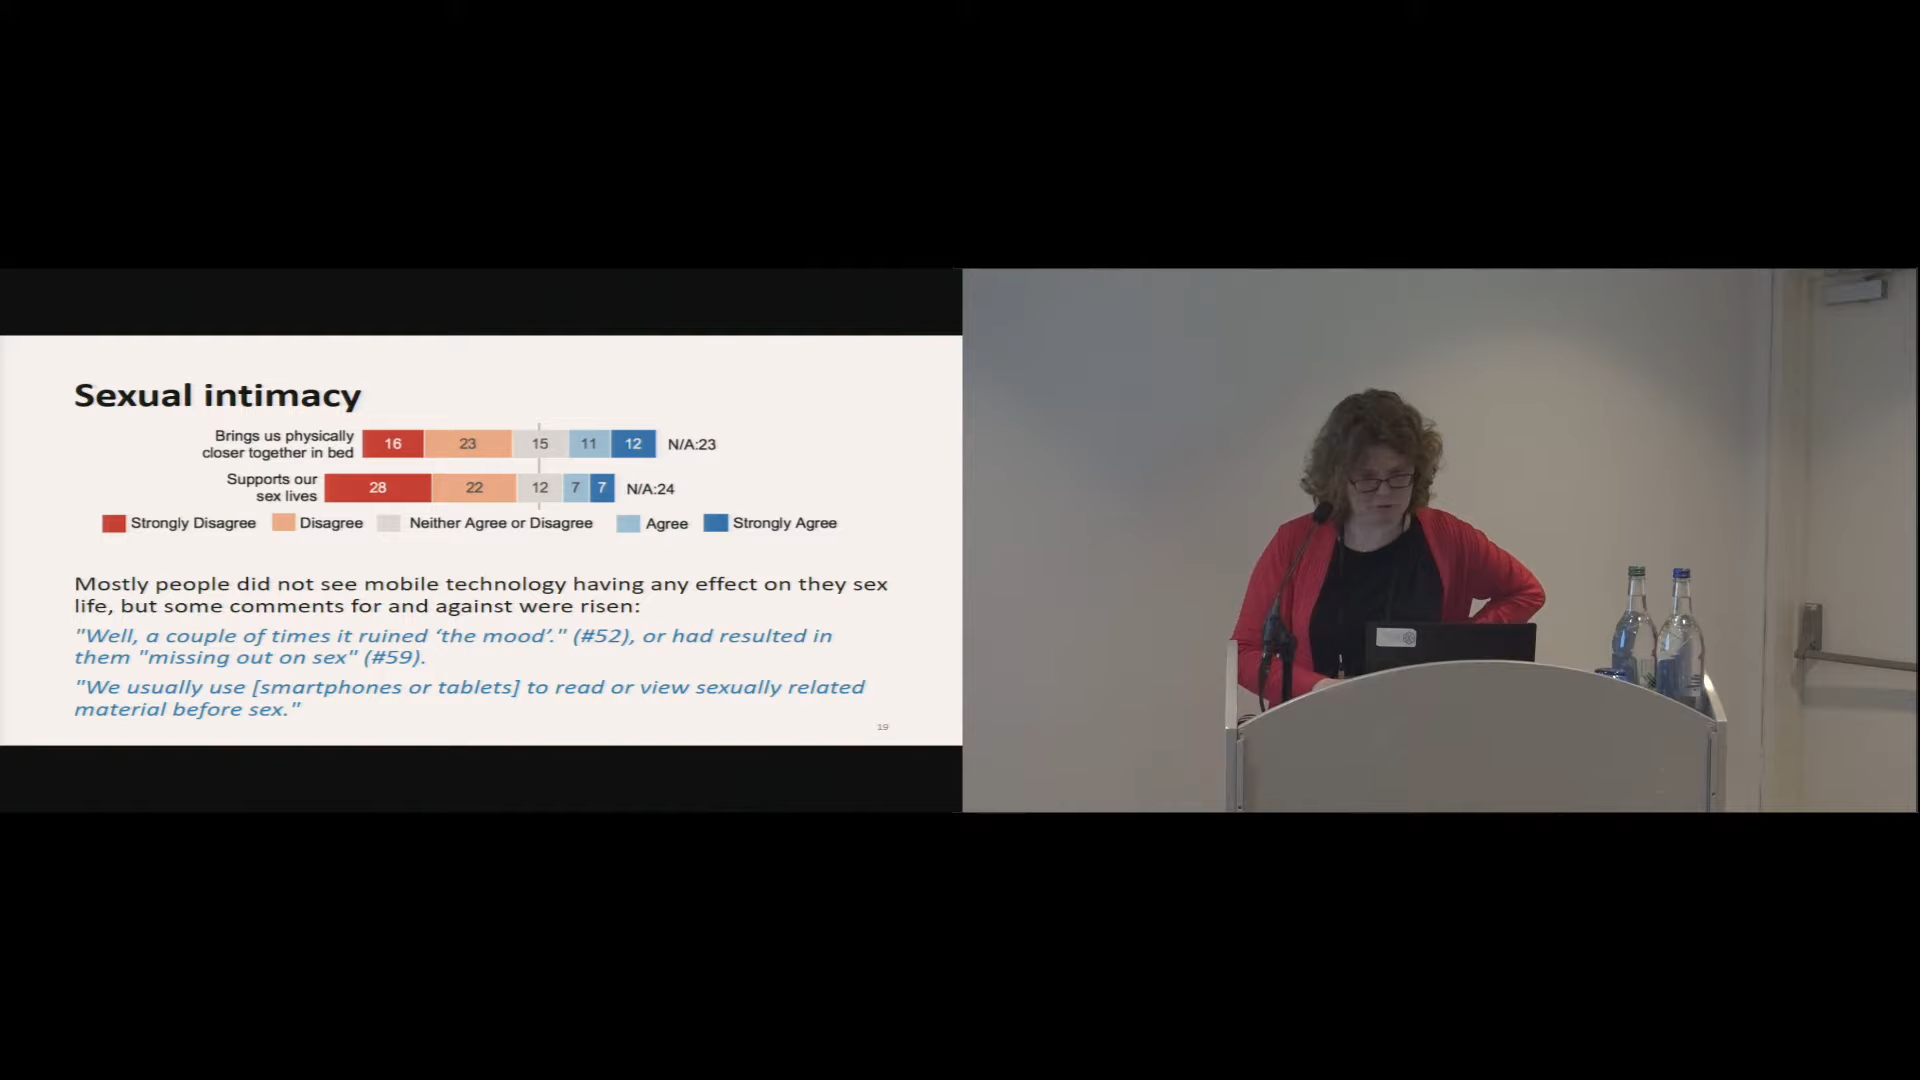 Sexual intimacy
Brings us physically
closer together in bed
16 23 15 11 12 N/A:23
Supports our
sex lives
28 22 12 7 7 N/A:24
Strongly Disagree Disagree Neither Agree or Disagree Agree Strongly Agree
Mostly people did not see mobile technology having any effect on they sex
life, but some comments for and against were risen:
"Well, a couple of times it ruined ‘the mood’." (#52), or had resulted in
them "missing out on sex" (#59).
"We usually use [smartphones or tablets] to read or view sexually related
material before sex."
19